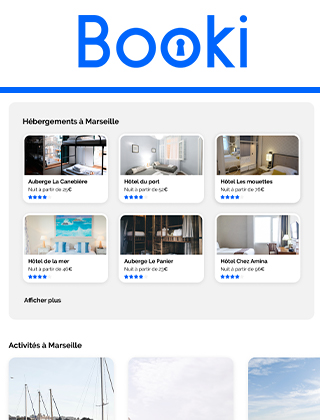 Booki
Hébergements à Marseille
Auberge La Canebière
Nuit à partir de 25€
Hôtel du port
Nuit à partir de 52€
Hôtel Les mouettes
Nuit à partir de 76€
Hôtel de la mer
Nuit à partir de 46€
Auberge Le Panier
Nuit à partir de 23€
Hôtel Chez Amina
Nuit à partir de 96€
Afficher plus
Activités à Marseille